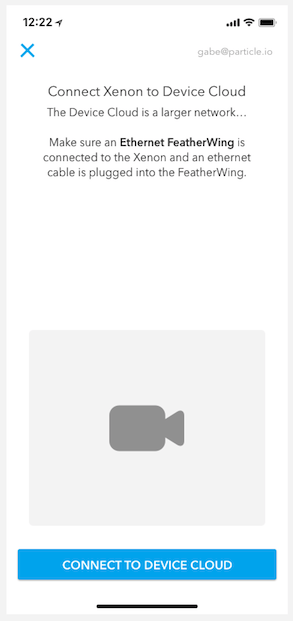 12:22
gabe@particle.io
Connect Xenon to Device Cloud
The Device Cloud is a larger network...
Make sure an Ethernet FeatherWing is
connected to the Xenon and an ethernet
cable is plugged into the FeatherWing.
CONNECT TO DEVICE CLOUD